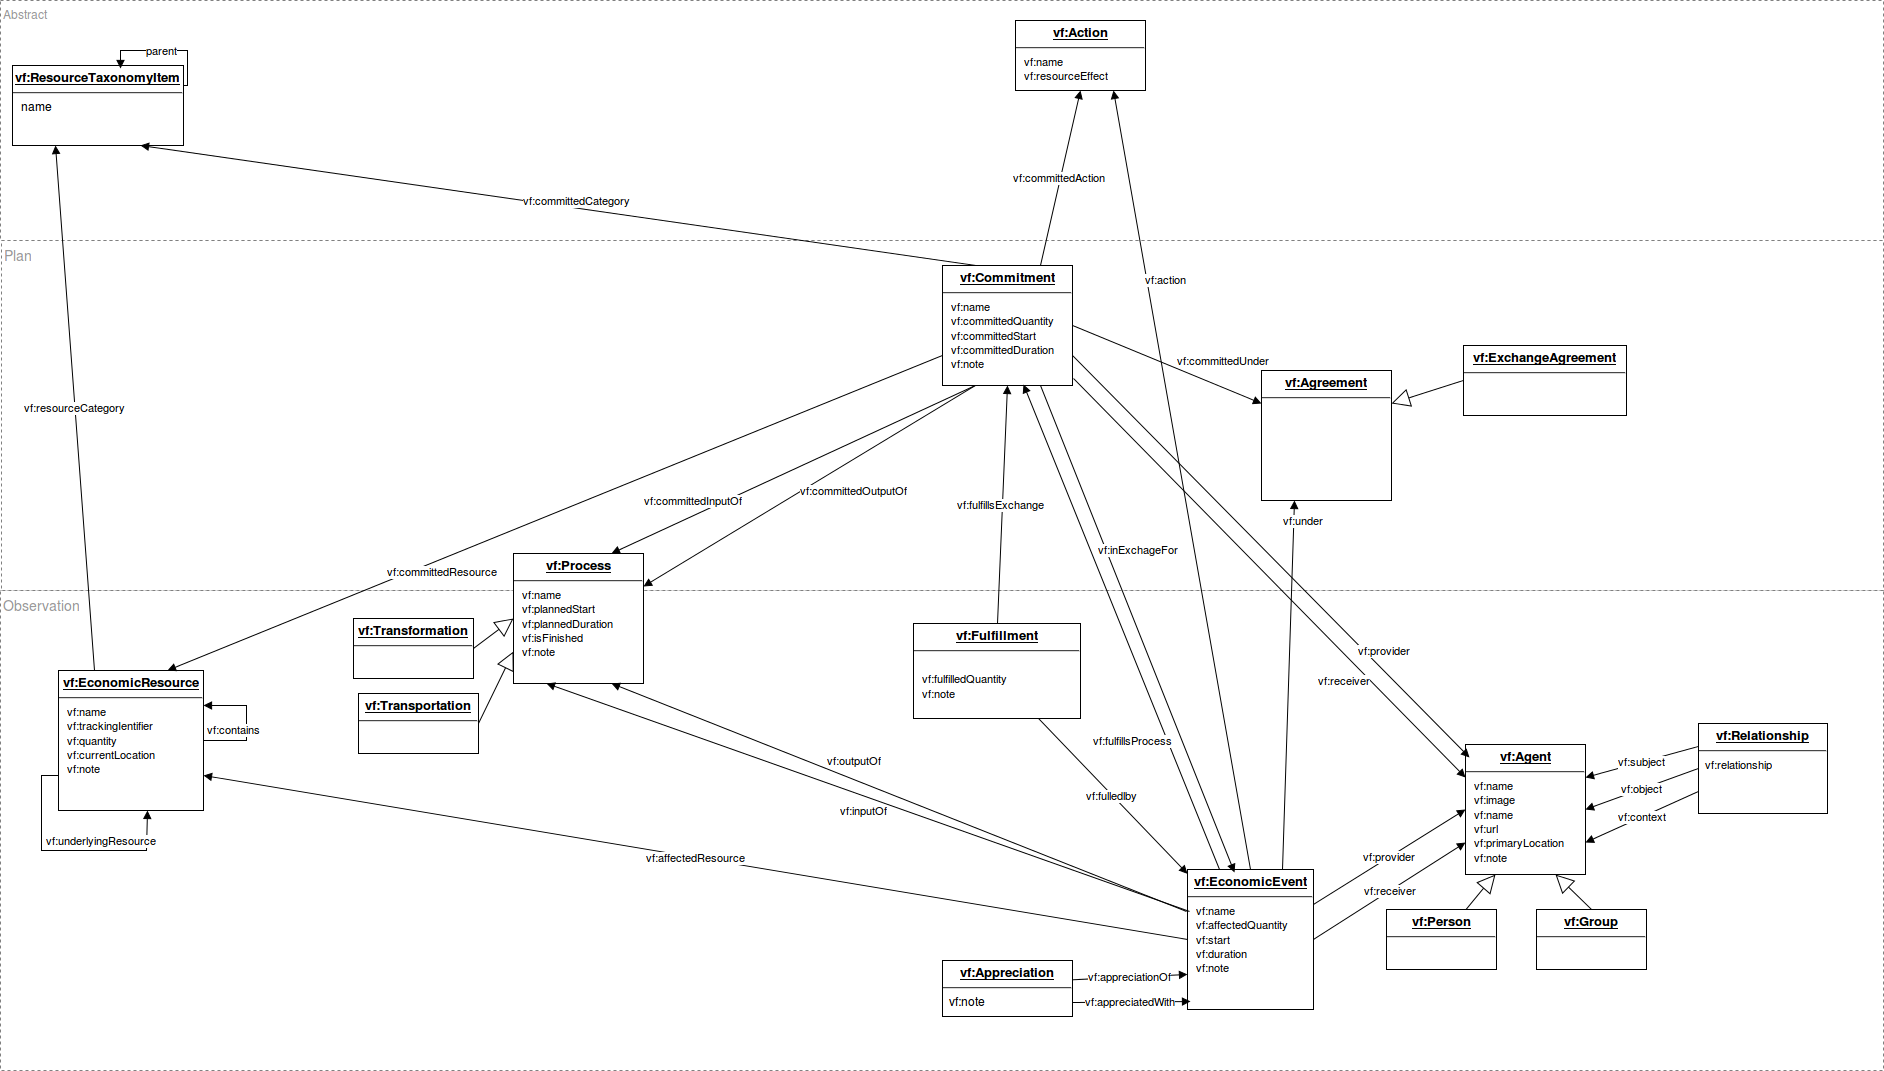 Abstract
vf:Action
vf:name
vf:resourceEffect
parent
vf:ResourceTaxonomyItem
name
vf:committedAction
vf:committedCategory
Plan
vf:Commitment
vf:name
vf:committedQuantity
vf:committedStart
vf:committedDuration
vf:note
vf:action
vf:committedUnder
vf:ExchangeAgreement
vf:Agreement
vf:resourceCategory
vf:committedInputOf
vf:committedOutputOf
vf:fulfillsExchange
vf:under
vf:inExchageFor
vf:committedResource
vf:Process
vf:name
vf:plannedStart
vf:plannedDuration
vf:isFinished
vf:note
Observation
vf:Transformation
vf:Transportation
vf:Fulfillment
vf:fulfilledQuantity
vf:note
vf:provider
vf:receiver
vf:EconomicResource
vf:name
vf:trackingIdentifier
vf:quantity
vf:currentLocation
vf:note
vf:contains
vf:underlyingResource
vf:outputOf
vf:inputOf
vf:fulfillsProcess
vf:fulledIby
vf:affectedResource
vf:Agent
vf:name
vf:image
vf:name
vf:url
vf:primaryLocation
vf:note
vf:Relationship
vf:relationship
vf:subject
vf:object
vf:context
vf:provider
vf:receiver
vf:EconomicEvent
vf:name
vf:affectedQuantity
vf:start
vf:duration
vf:note
vf:Person
vf:Group
vf:Appreciation
vf:note
vf:appreciationOf
vf:appreciatedWith